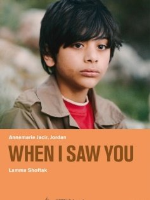 Annemarie Jacir, Jordan
WHEN I SAW YOU
Lamma Shoftak